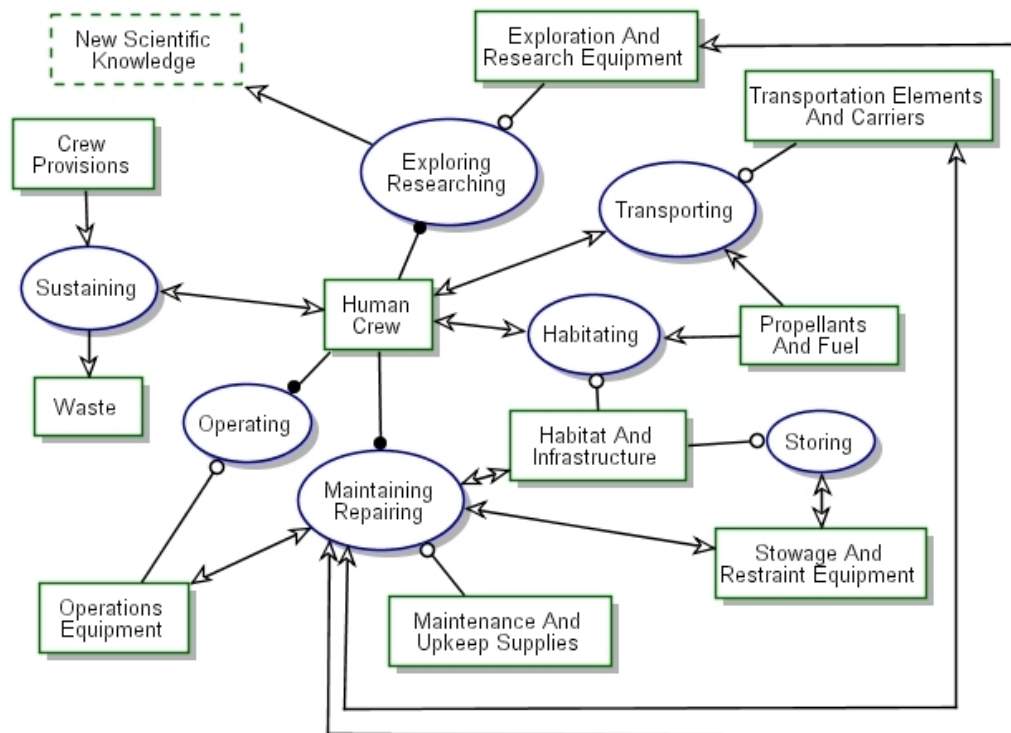 New Scientific
Knowledge
Exploration And
Research Equipment
Transportation Elements
And Carriers
Crew
Provisions
Exploring
Researching
Transporting
Sustaining
Human
Crew
Habitating
Propellants
And Fuel
Waste
Operating
Habitat And
Infrastructure
Storing
Maintaining
Repairing
Stowage And
Restraint Equipment
Operations
Equipment
Maintenance And
Upkeep Supplies